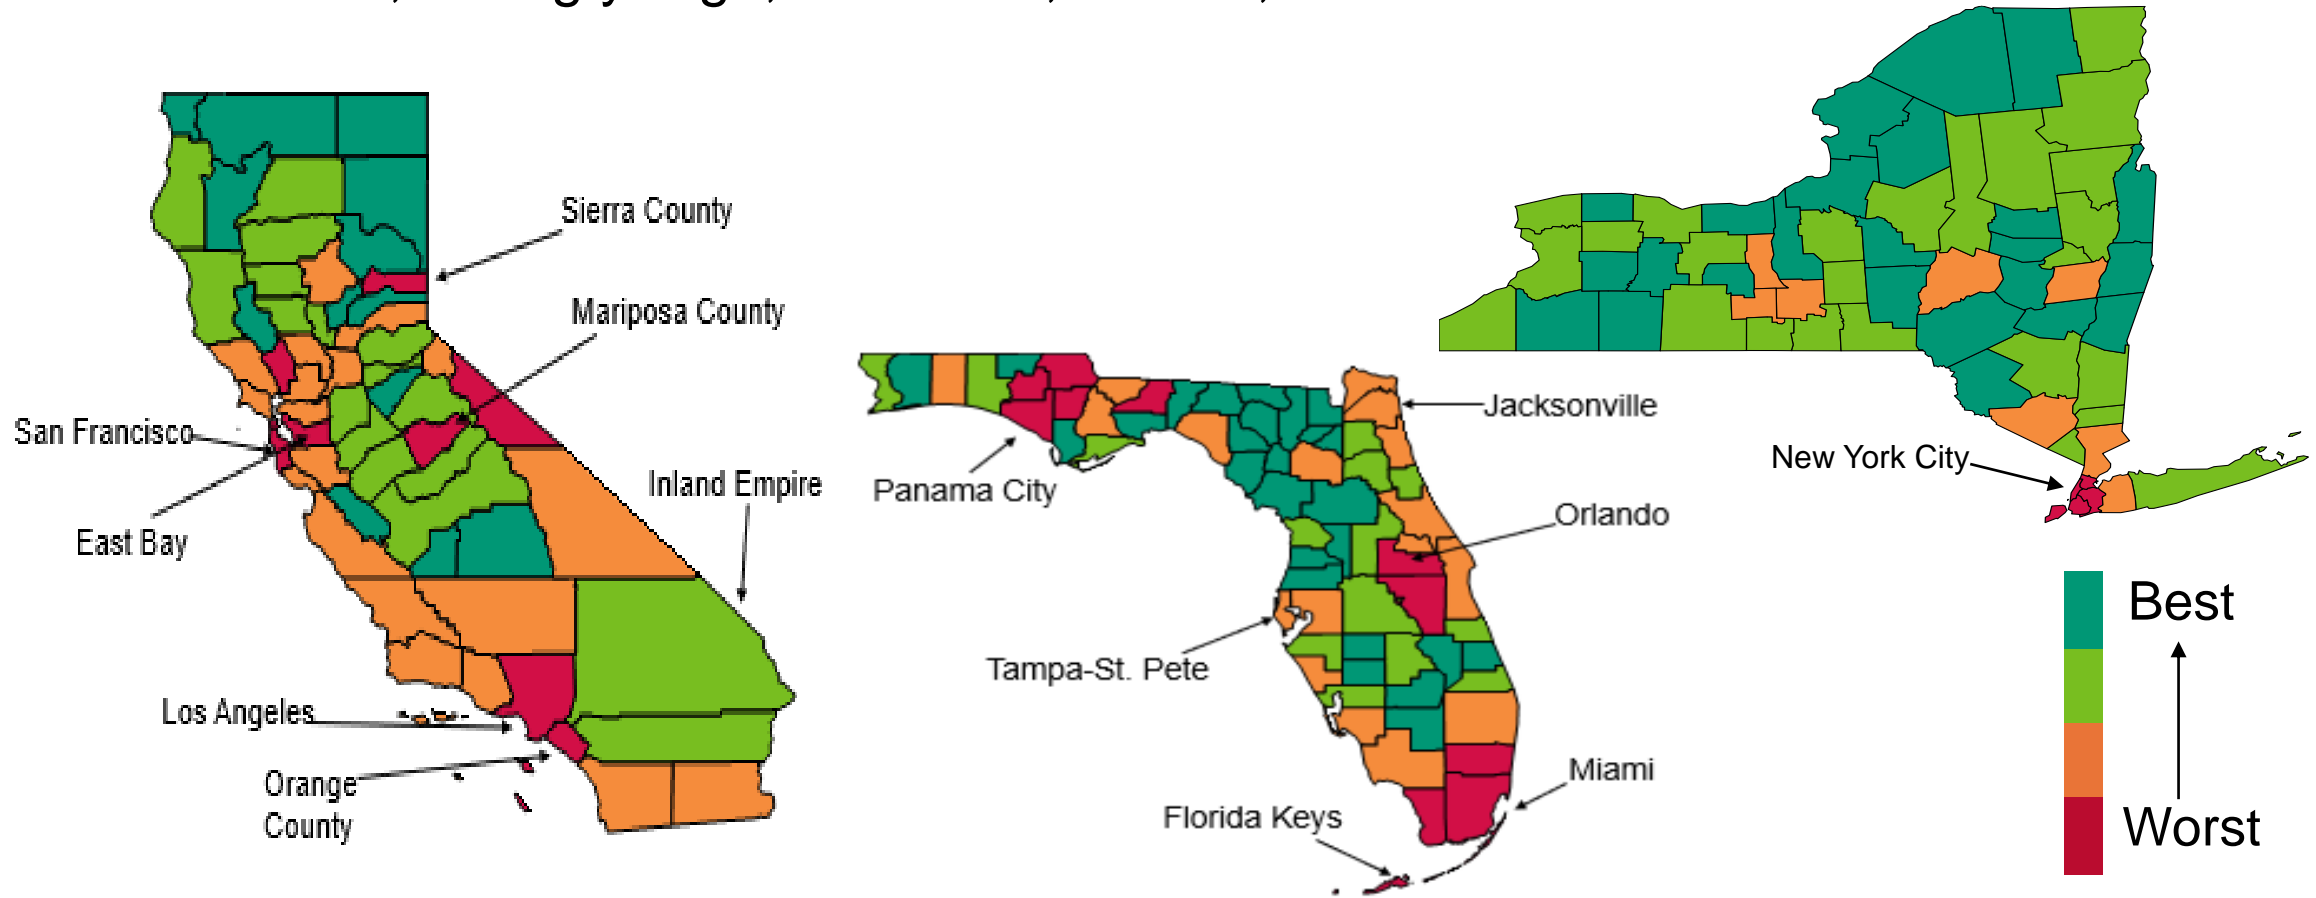 Sierra County
Mariposa County
San Francisco
East Bay
Inland Empire
Los Angeles
Orange
County
Panama City
Jacksonville
Orlando
Tampa-St. Pete
Miami
Florida Keys
New York City
Best
Worst